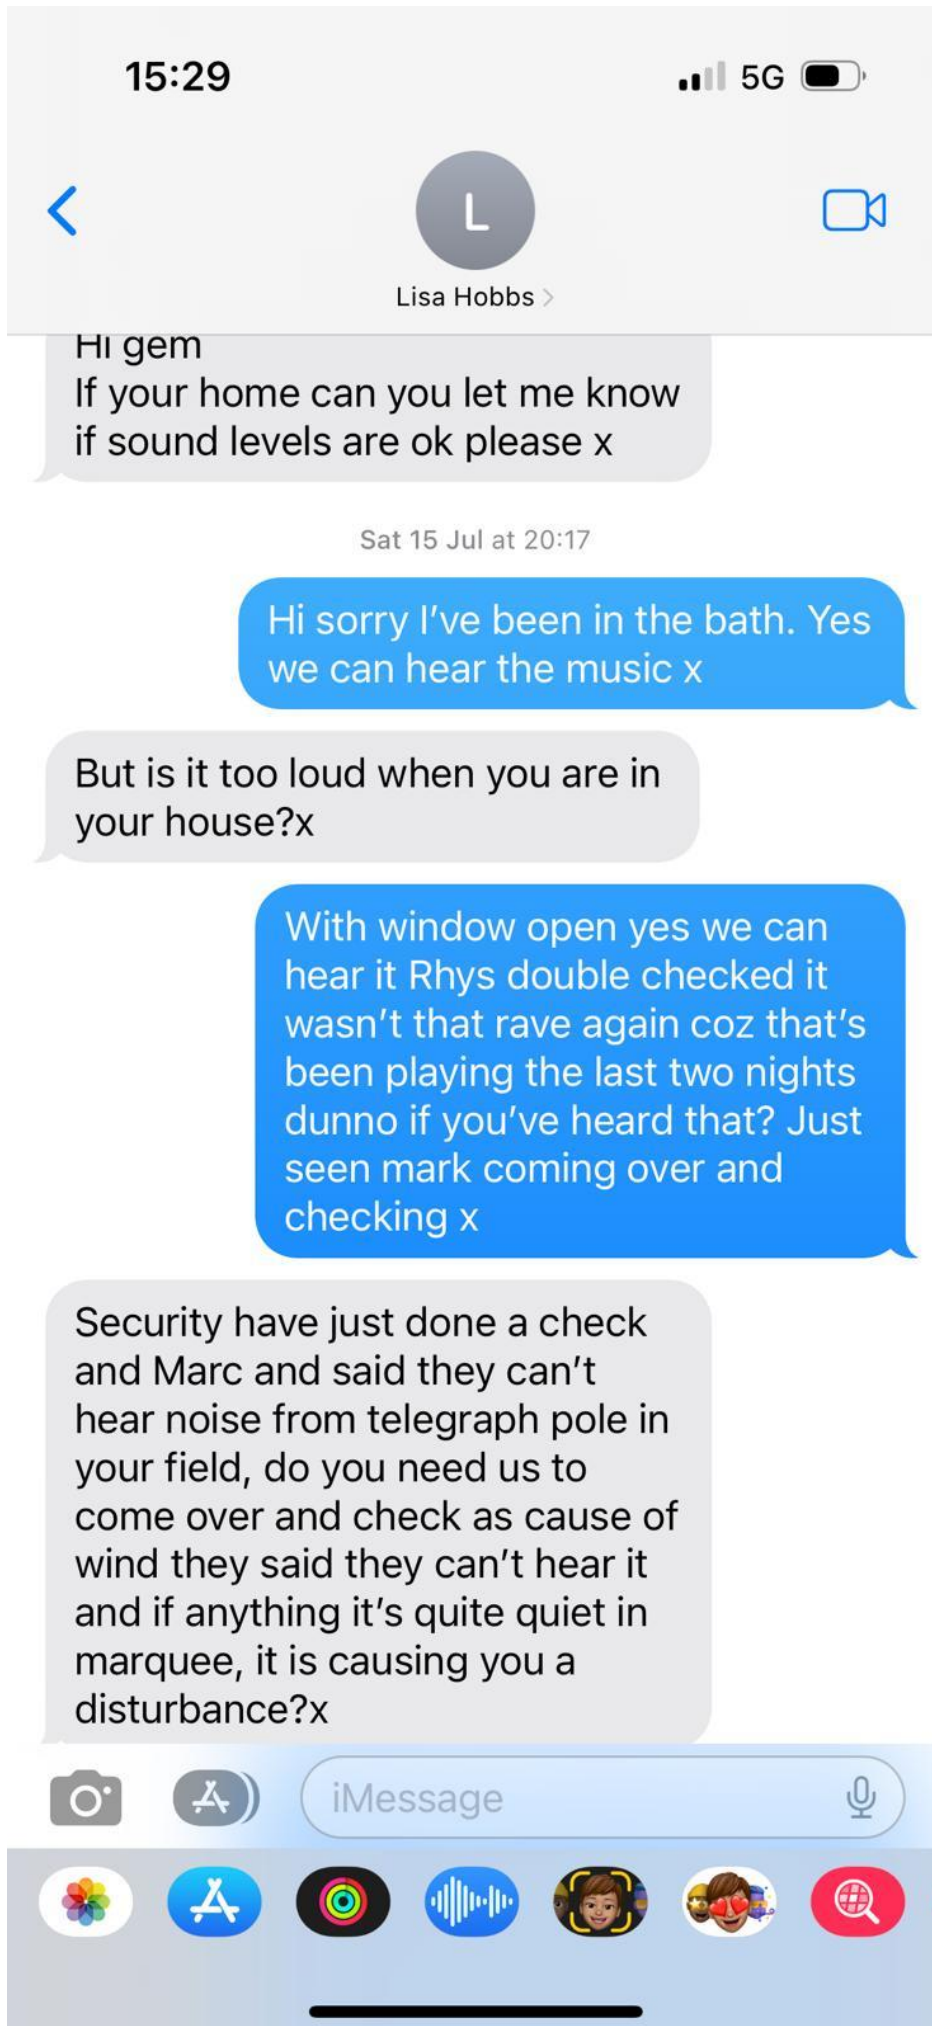 15:29
5G
L
Lisa Hobbs
Hi gem
If your home can you let me know
if sound levels are ok please x
Sat 15 Jul at 20:17
Hi sorry I've been in the bath. Yes
we can hear the music x
But is it too loud when you are in
your house?x
With window open yes we can
hear it Rhys double checked it
wasn't that rave again coz that's
been playing the last two nights
dunno if you've heard that? Just
seen mark coming over and
checking x
Security have just done a check
and Marc and said they can't
hear noise from telegraph pole in
your field, do you need us to
come over and check as cause of
wind they said they can't hear it
and if anything it's quite quiet in
marquee, it is causing you a
disturbance?x
iMessage